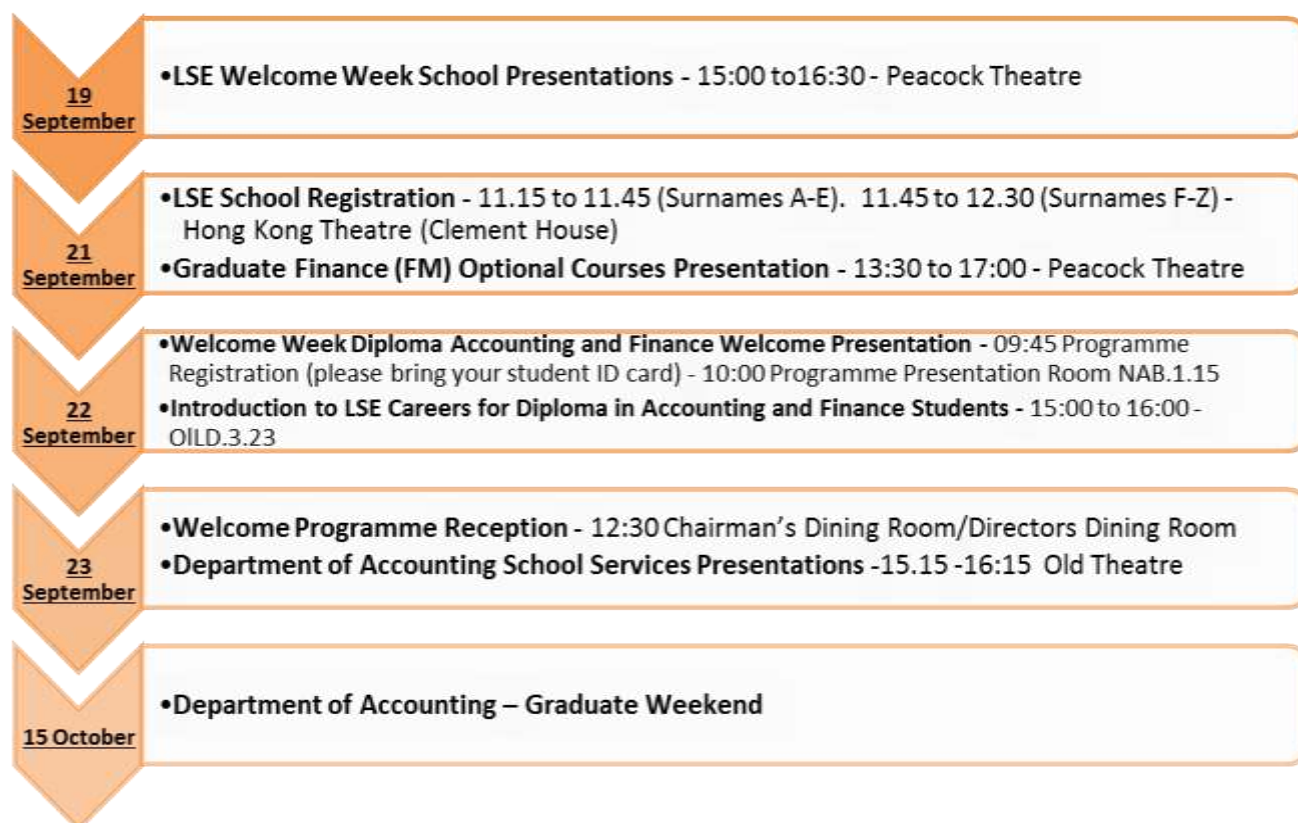 19
September
•LSE Welcome Week School Presentations - 15:00 to16:30 - Peacock Theatre
21
September
•LSE School Registration - 11.15 to 11.45 (Surnames A-E).  11.45 to 12.30 (Surnames F-Z) -
Hong Kong Theatre (Clement House)
•Graduate Finance (FM) Optional Courses Presentation - 13:30 to 17:00 - Peacock Theatre
22
September
•Welcome Week Diploma Accounting and Finance Welcome Presentation - 09:45 Programme
Registration (please bring your student ID card) - 10:00 Programme Presentation Room NAB.1.15
•Introduction to LSE Careers for Diploma in Accounting and Finance Students - 15:00 to 16:00 -
OlLD.3.23
23
September
•Welcome Programme Reception - 12:30 Chairman's Dining Room/Directors Dining Room
•Department of Accounting School Services Presentations -15.15 -16:15  Old Theatre
15 October
•Department of Accounting – Graduate Weekend